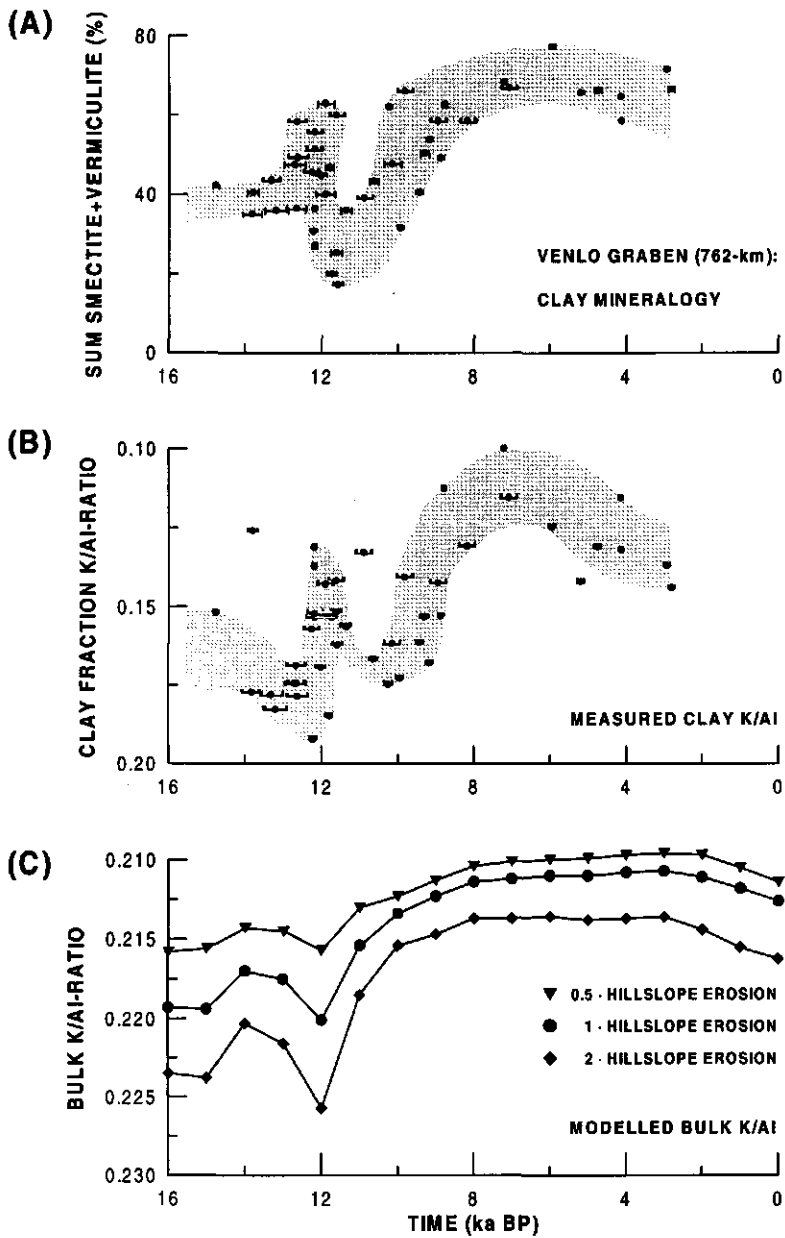 (A)
SUM SMECTITE+VERMICULITE (%)
80
40
0
VENLO GRABEN (762-km):
CLAY MINERALOGY
16 12 8 4 0
(B)
CLAY FRACTION K/Al-RATIO
0.10
0.15
0.20
MEASURED CLAY K/Al
16 12 8 4 0
(C)
BULK K/Al-RATIO
0.210
0.215
0.220
0.225
0.230
0.5 · HILLSLOPE EROSION
1 · HILLSLOPE EROSION
2 · HILLSLOPE EROSION
MODELLED BULK K/Al
16 12 8 4 0
TIME (ka BP)